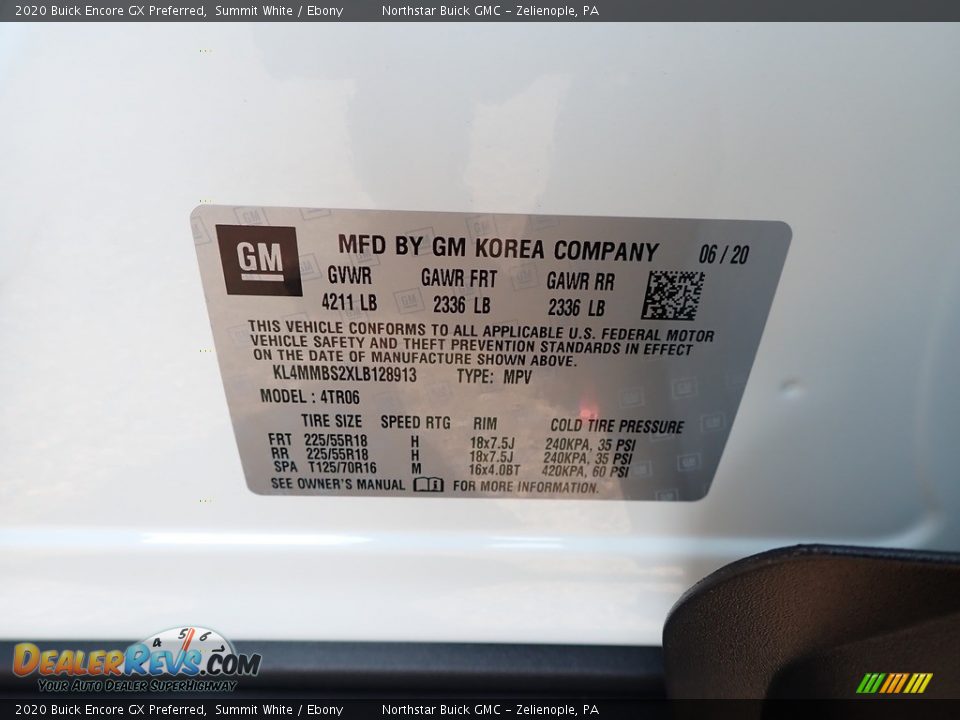 2020 Buick Encore GX Preferred, Summit White / Ebony Northstar Buick GMC – Zelienople, PA
GM MFD BY GM KOREA COMPANY 06 / 20
GVWR GAWR FRT GAWR RR
4211 LB 2336 LB 2336 LB
THIS VEHICLE CONFORMS TO ALL APPLICABLE U.S. FEDERAL MOTOR
VEHICLE SAFETY AND THEFT PREVENTION STANDARDS IN EFFECT
ON THE DATE OF MANUFACTURE SHOWN ABOVE.
KL4MMBS2XLB128913 TYPE: MPV
MODEL : 4TR06
TIRE SIZE SPEED RTG RIM COLD TIRE PRESSURE
FRT 225/55R18 H 18x7.5J 240KPA, 35 PSI
RR 225/55R18 H 18x7.5J 240KPA, 35 PSI
SPA T125/70R16 M 16x4.0BT 420KPA, 60 PSI
SEE OWNER'S MANUAL FOR MORE INFORMATION.
4 5 6
DEALERREVS.COM
YOUR AUTO DEALER SUPERHIGHWAY
2020 Buick Encore GX Preferred, Summit White / Ebony Northstar Buick GMC – Zelienople, PA